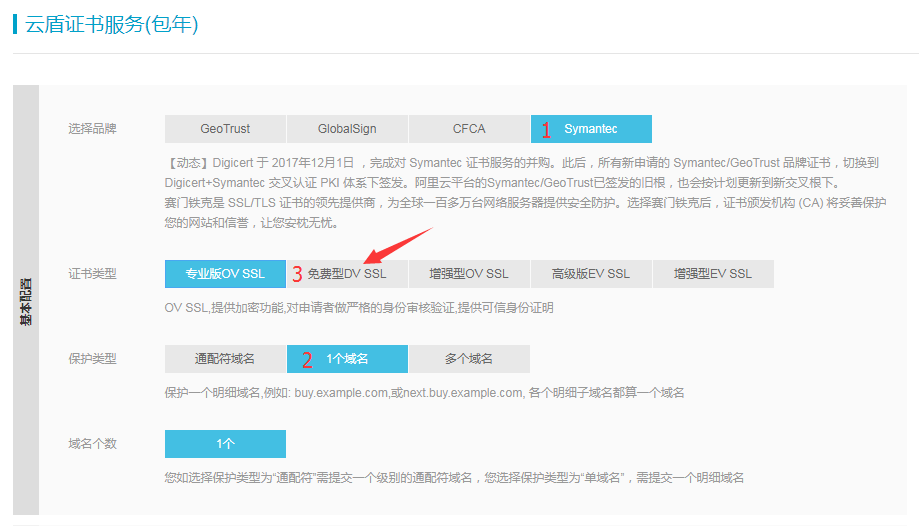 云盾证书服务(包年)
选择品牌 GeoTrust GlobalSign CFCA 1 Symantec
【动态】Digicert 于 2017年12月1日 ，完成对 Symantec 证书服务的并购。此后，所有新申请的 Symantec/GeoTrust 品牌证书，切换到
Digicert+Symantec 交叉认证 PKI 体系下签发。阿里云平台的Symantec/GeoTrust已签发的旧根，也会按计划更新到新交叉根下。
赛门铁克是 SSL/TLS 证书的领先提供商，为全球一百多万台网络服务器提供安全防护。选择赛门铁克后，证书颁发机构 (CA) 将妥善保护
您的网站和信誉，让您安枕无忧。
基本配置
证书类型 专业版OV SSL 3 免费型DV SSL 增强型OV SSL 高级版EV SSL 增强型EV SSL
OV SSL,提供加密功能,对申请者做严格的身份审核验证,提供可信身份证明
保护类型 通配符域名 2 1个域名 多个域名
保护一个明细域名,例如: buy.example.com,或next.buy.example.com, 各个明细子域名都算一个域名
域名个数 1个
您如选择保护类型为“通配符”需提交一个级别的通配符域名，您选择保护类型为“单域名”，需提交一个明细域名